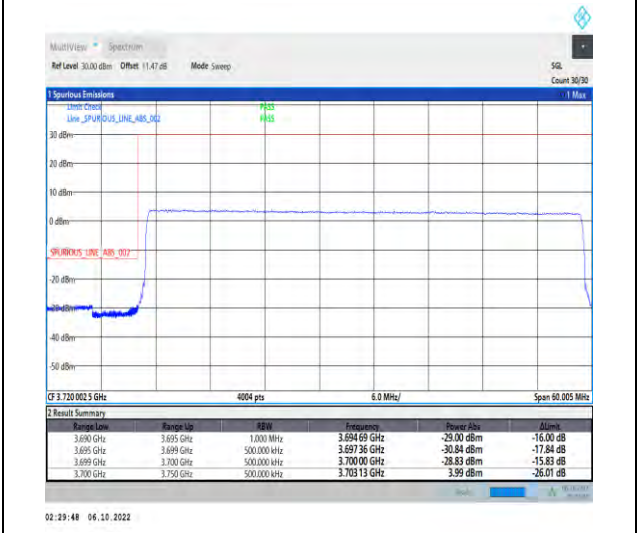 MultiView Spectrum
Ref Level 30.00 dBm Offset 11.47 dB Mode Sweep SGL
Count 30/30
1 Spurious Emissions 1 Max
Limit Check PASS
Line _SPURIOUS_LINE_ABS_002 PASS
30 dBm
20 dBm
10 dBm
0 dBm
SPURIOUS_LINE_ABS_002
-20 dBm
-30 dBm
-40 dBm
-50 dBm
CF 3.720 002 5 GHz 4004 pts 6.0 MHz/ Span 60.005 MHz
2 Result Summary
Range Low Range Up RBW Frequency Power Abs ΔLimit
3.690 GHz 3.695 GHz 1.000 MHz 3.694 69 GHz -29.00 dBm -16.00 dB
3.695 GHz 3.699 GHz 500.000 kHz 3.697 36 GHz -30.84 dBm -17.84 dB
3.699 GHz 3.700 GHz 500.000 kHz 3.700 00 GHz -28.83 dBm -15.83 dB
3.700 GHz 3.750 GHz 500.000 kHz 3.703 13 GHz 3.99 dBm -26.01 dB
02:29:48 06.10.2022